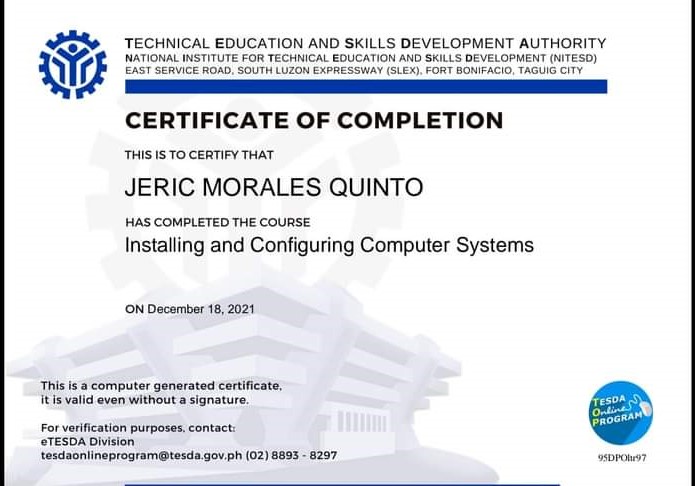 TECHNICAL EDUCATION AND SKILLS DEVELOPMENT AUTHORITY
NATIONAL INSTITUTE FOR TECHNICAL EDUCATION AND SKILLS DEVELOPMENT (NITESD)
EAST SERVICE ROAD, SOUTH LUZON EXPRESSWAY (SLEX), FORT BONIFACIO, TAGUIG CITY
CERTIFICATE OF COMPLETION
THIS IS TO CERTIFY THAT
JERIC MORALES QUINTO
HAS COMPLETED THE COURSE
Installing and Configuring Computer Systems
ON December 18, 2021
This is a computer generated certificate,
it is valid even without a signature.
For verification purposes, contact:
eTESDA Division
tesdaonlineprogram@tesda.gov.ph (02) 8893 - 8297
TESDA
Online
PROGRAM
95DPOltr97